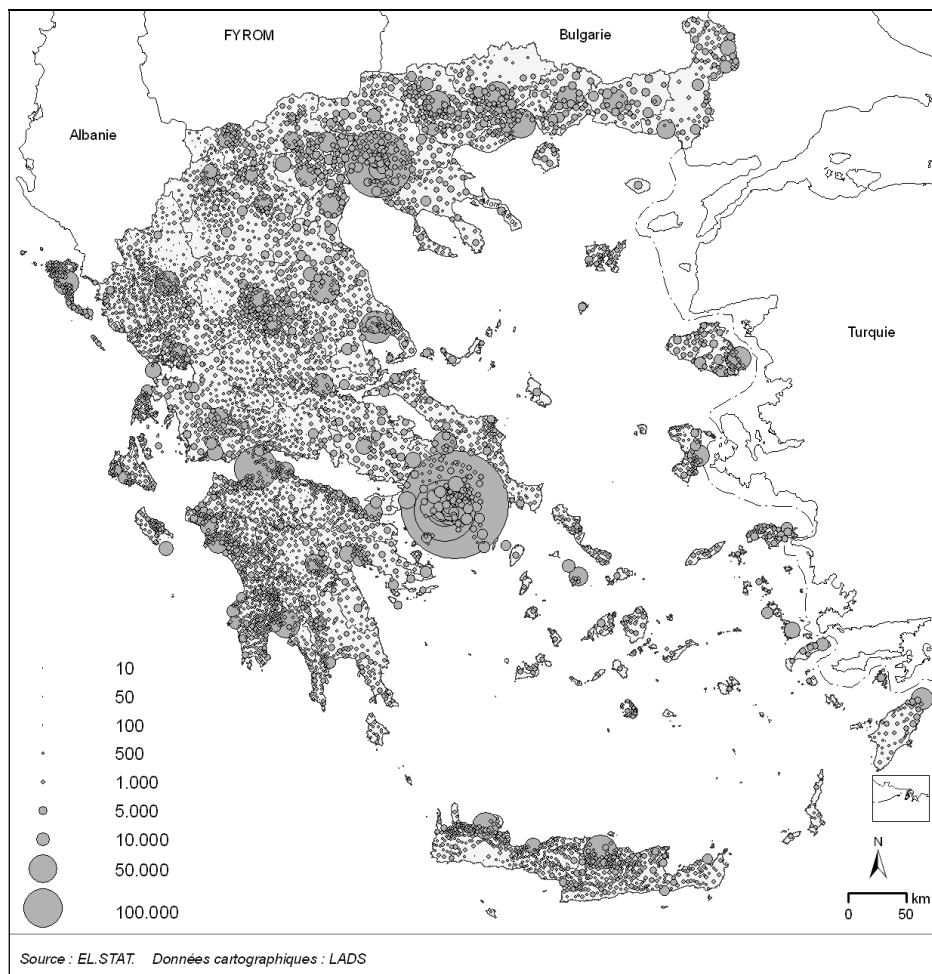 FYROM
Bulgarie
Albanie
Turquie
10
50
100
500
1.000
5.000
10.000
50.000
100.000
N
km
0 50
Source : EL.STAT. Données cartographiques : LADS